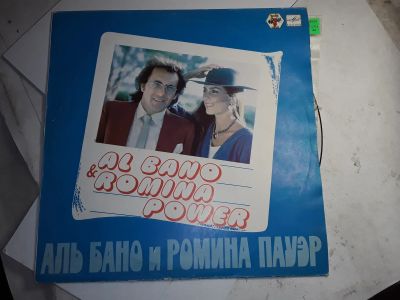 AL BANO
& ROMINA
POWER
АЛЬ БАНО и РОМИНА ПАУЭР